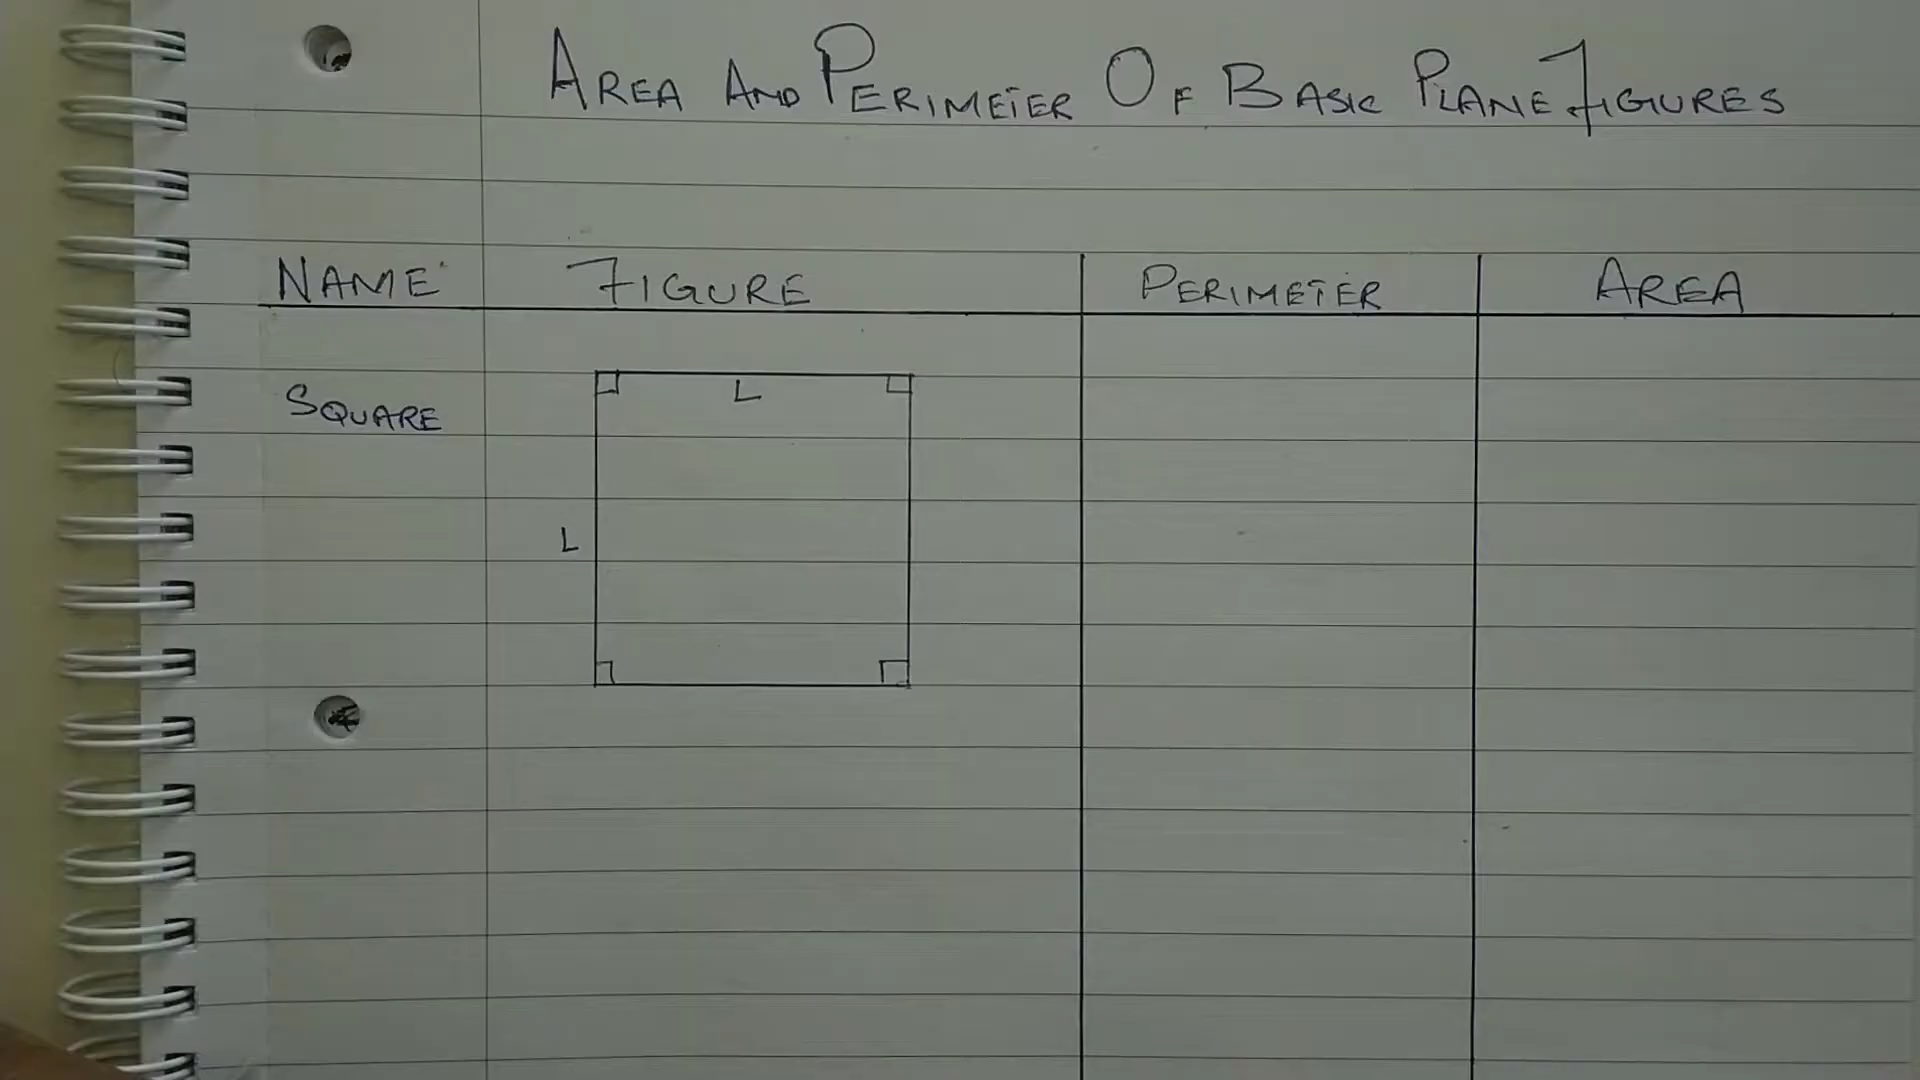 AREA AND PERIMETER OF BASIC PLANE FIGURES
NAME FIGURE PERIMETER AREA
SQUARE
L
L